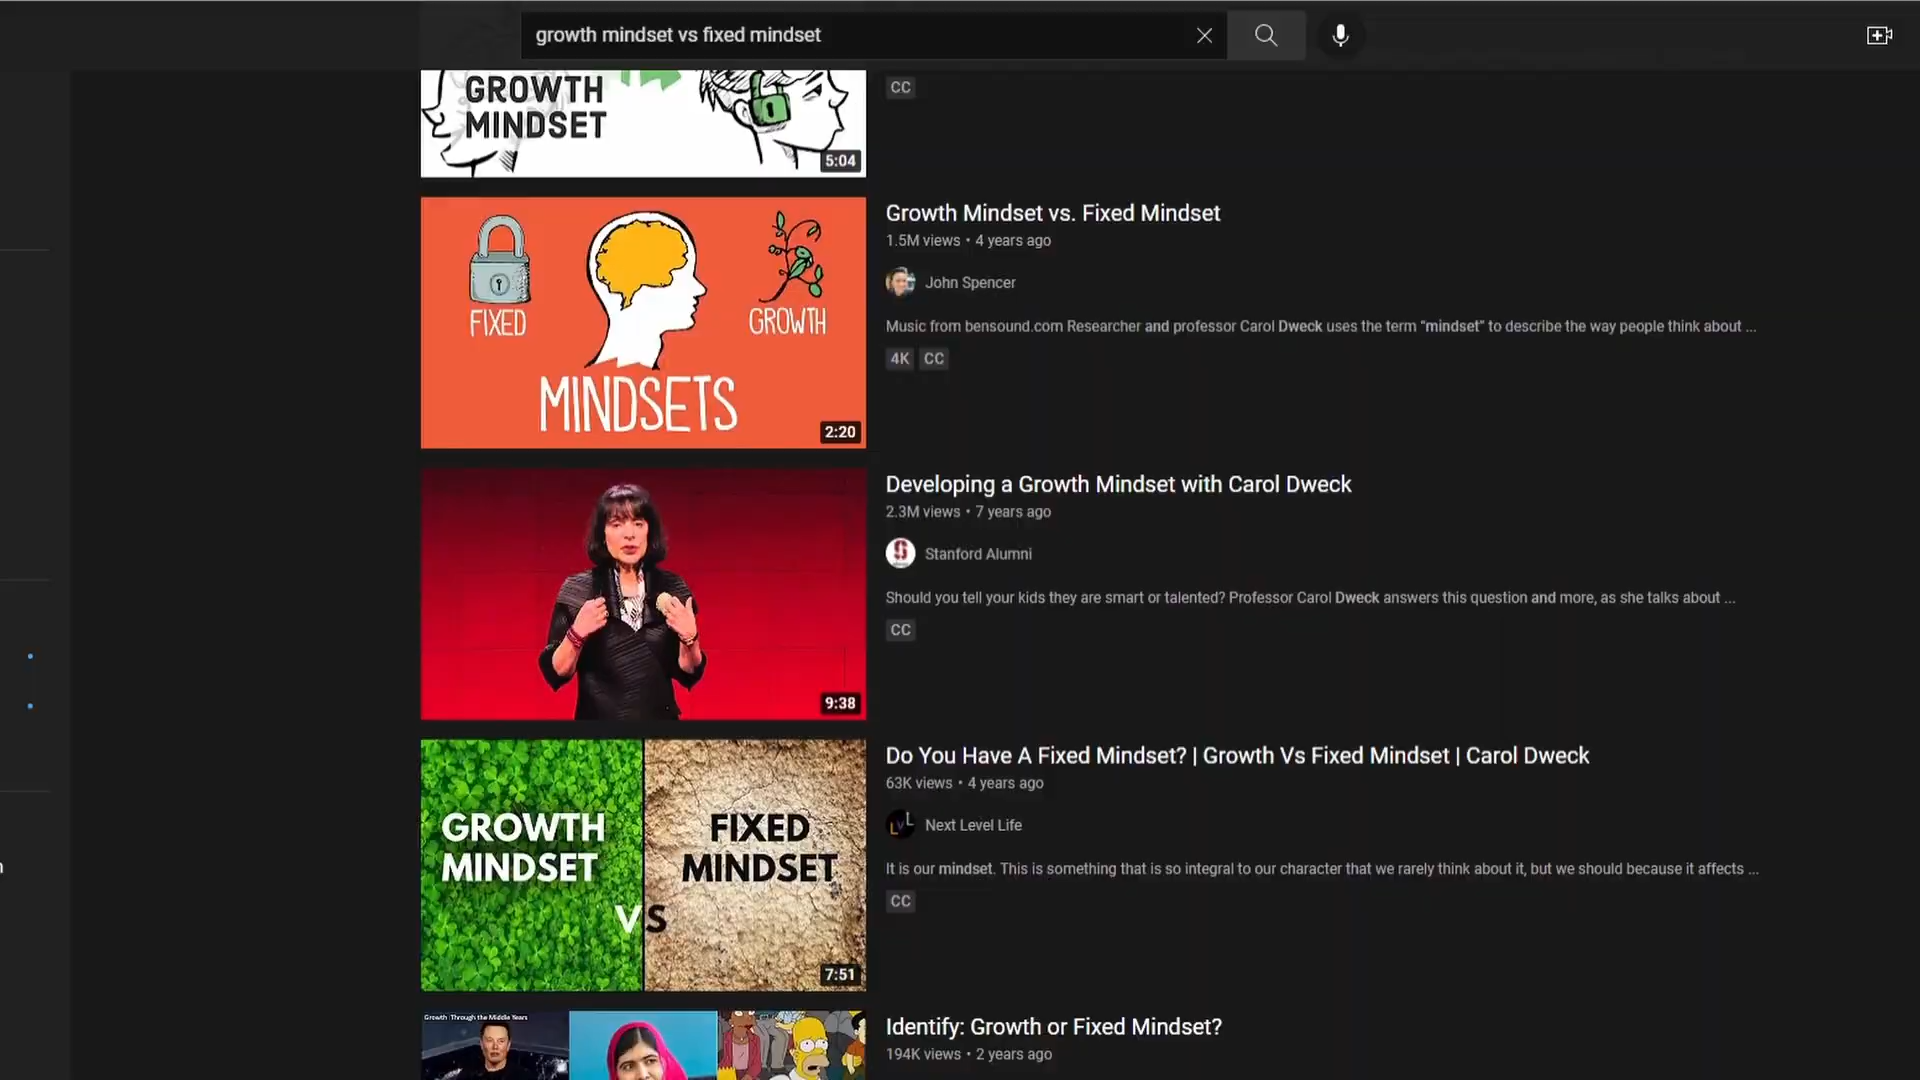 growth mindset vs fixed mindset
GROWTH
MINDSET
5:04
CC
FIXED
GROWTH
MINDSETS
2:20
Growth Mindset vs. Fixed Mindset
1.5M views • 4 years ago
John Spencer
Music from bensound.com Researcher and professor Carol Dweck uses the term "mindset" to describe the way people think about ...
4K CC
9:38
Developing a Growth Mindset with Carol Dweck
2.3M views • 7 years ago
Stanford Alumni
Should you tell your kids they are smart or talented? Professor Carol Dweck answers this question and more, as she talks about ...
CC
GROWTH
MINDSET
VS
FIXED
MINDSET
7:51
Do You Have A Fixed Mindset? | Growth Vs Fixed Mindset | Carol Dweck
63K views • 4 years ago
LvL
Next Level Life
It is our mindset. This is something that is so integral to our character that we rarely think about it, but we should because it affects ...
CC
Growth Through the Middle Years
Identify: Growth or Fixed Mindset?
194K views • 2 years ago